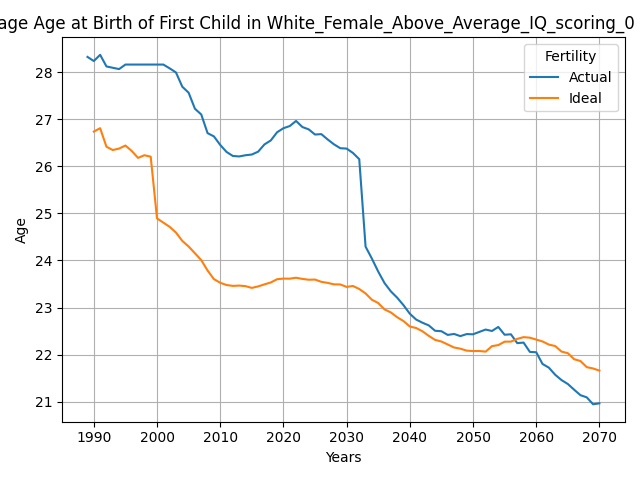 age Age at Birth of First Child in White_Female_Above_Average_IQ_scoring_0
Fertility
Actual
Ideal
28
27
26
25
24
23
22
21
Age
1990 2000 2010 2020 2030 2040 2050 2060 2070
Years